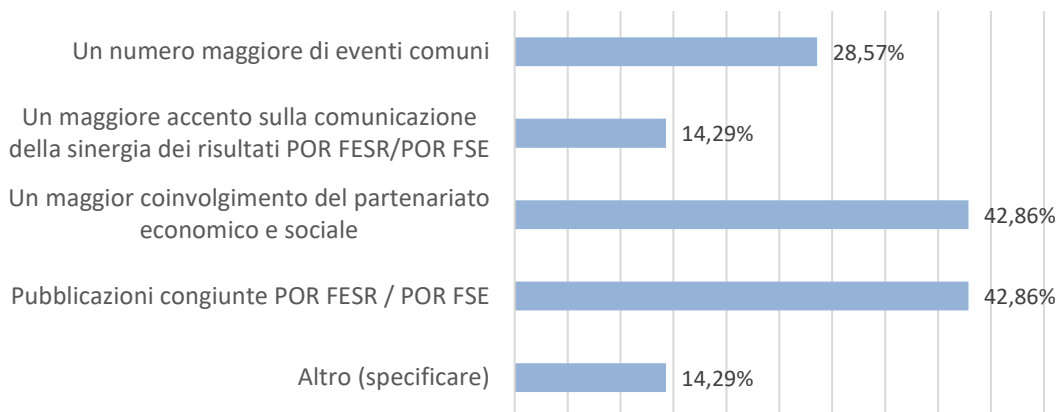 Un numero maggiore di eventi comuni
28,57%
Un maggiore accento sulla comunicazione
della sinergia dei risultati POR FESR/POR FSE
14,29%
Un maggior coinvolgimento del partenariato
economico e sociale
42,86%
Pubblicazioni congiunte POR FESR / POR FSE
42,86%
Altro (specificare)
14,29%